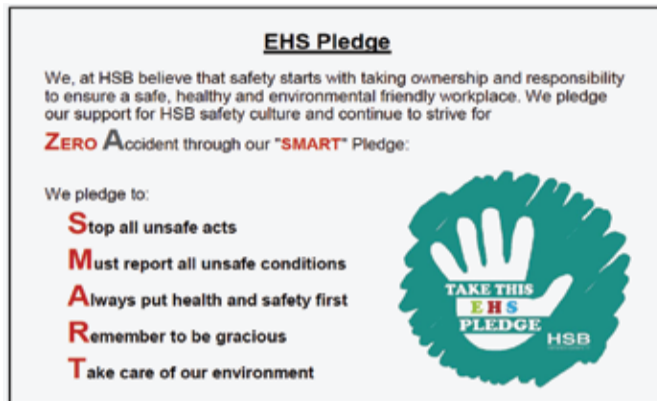 EHS Pledge
We, at HSB believe that safety starts with taking ownership and responsibility
to ensure a safe, healthy and environmental friendly workplace. We pledge
our support for HSB safety culture and continue to strive for
ZERO Accident through our "SMART" Pledge:
We pledge to:
Stop all unsafe acts
Must report all unsafe conditions
Always put health and safety first
Remember to be gracious
Take care of our environment
TAKE THIS
EHS
PLEDGE
HSB